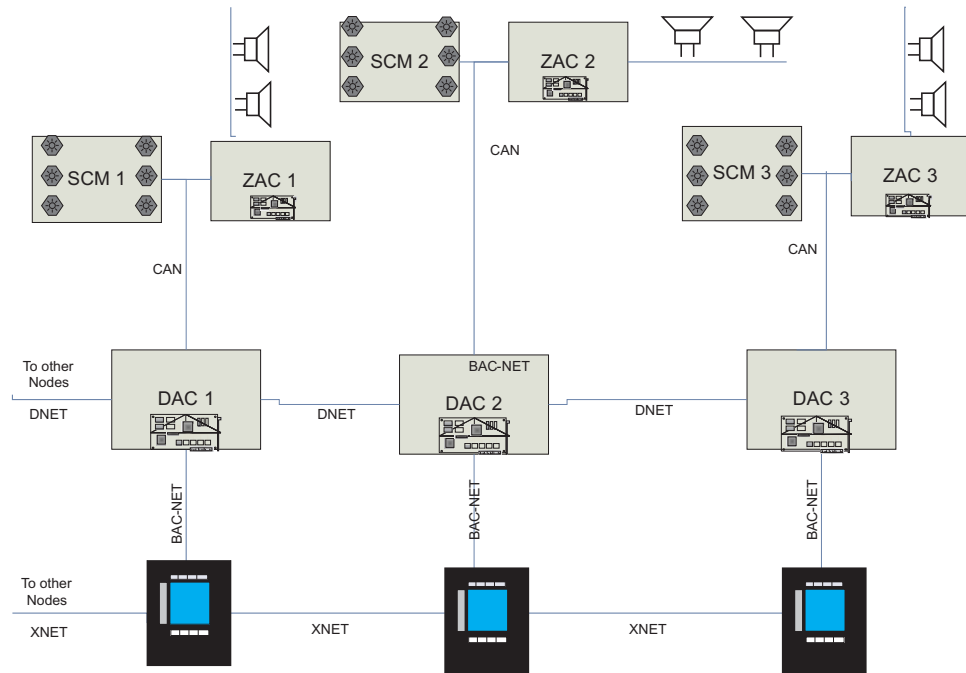 SCM 2
ZAC 2
CAN
SCM 1
ZAC 1
SCM 3
ZAC 3
CAN
CAN
To other
Nodes
DNET
DAC 1
DNET
BAC-NET
DAC 2
DNET
DAC 3
BAC-NET
BAC-NET
BAC-NET
To other
Nodes
XNET
XNET
XNET